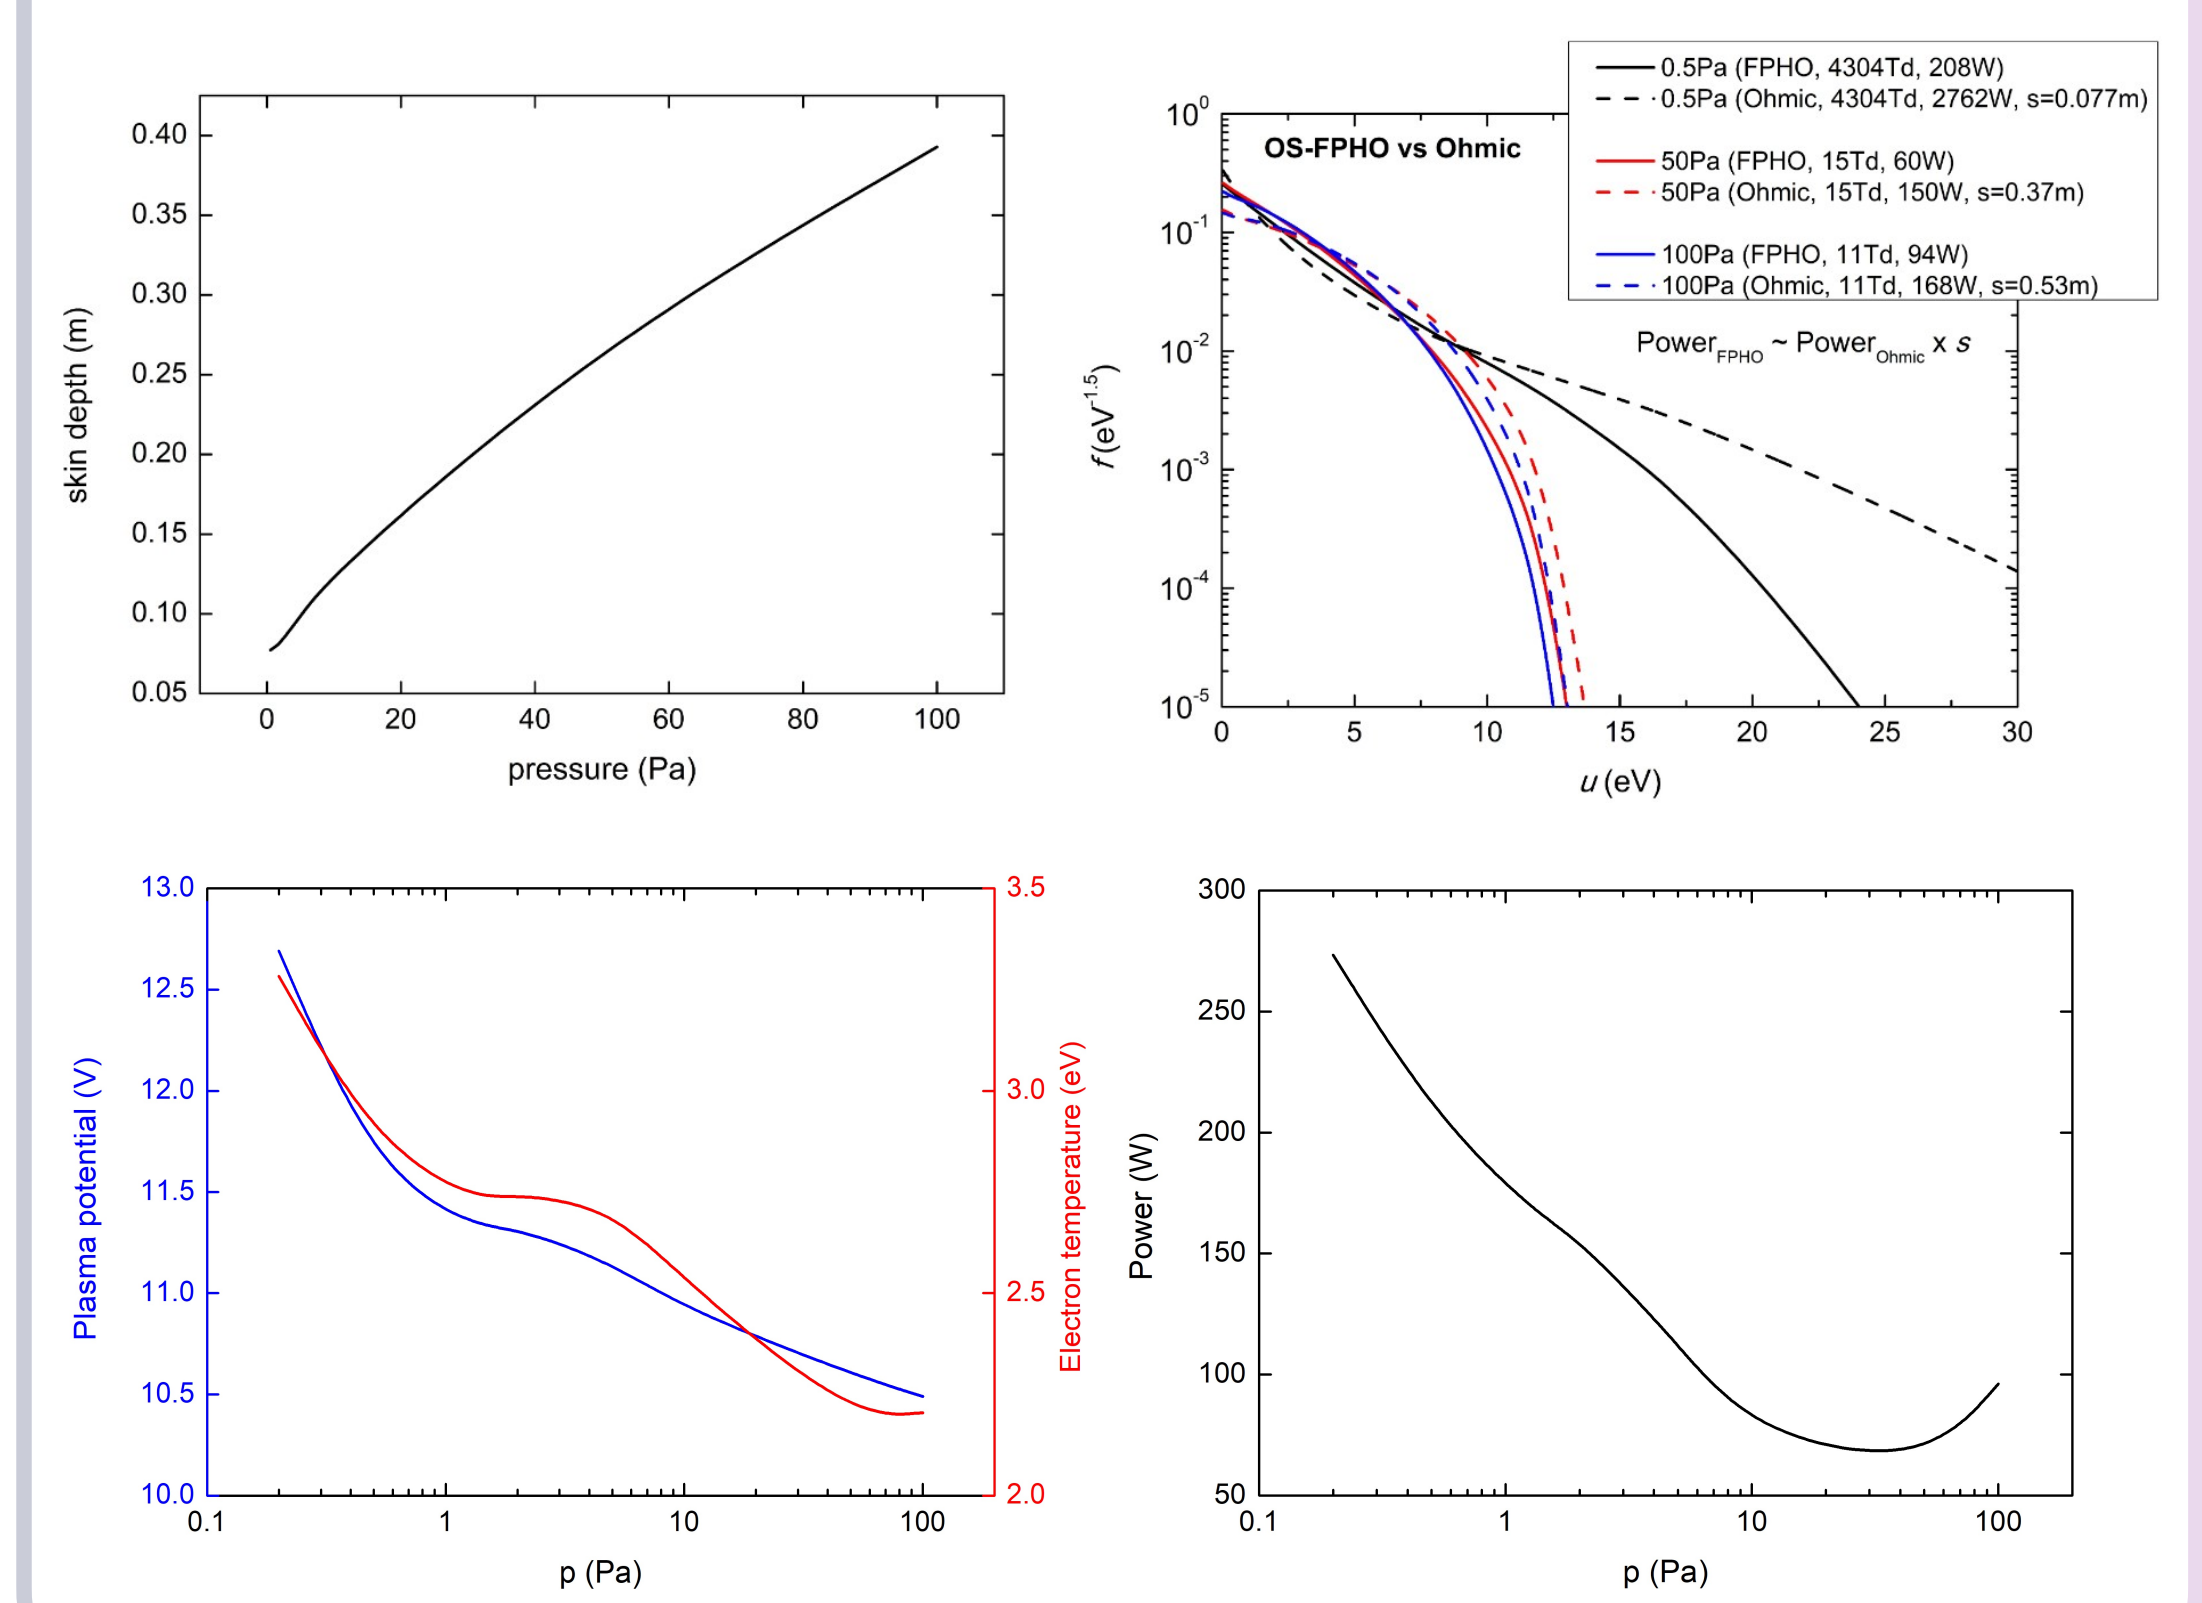 0.40
0.35
0.30
0.25
0.20
0.15
0.10
0.05
skin depth (m)
0 20 40 60 80 100
pressure (Pa)
0.5Pa (FPHO, 4304Td, 208W)
0.5Pa (Ohmic, 4304Td, 2762W, s=0.077m)
50Pa (FPHO, 15Td, 60W)
50Pa (Ohmic, 15Td, 150W, s=0.37m)
100Pa (FPHO, 11Td, 94W)
100Pa (Ohmic, 11Td, 168W, s=0.53m)
OS-FPHO vs Ohmic
Power_FPHO ~ Power_Ohmic x s
10^0
10^-1
10^-2
10^-3
10^-4
10^-5
f (eV^-1.5)
0 5 10 15 20 25 30
u (eV)
13.0
12.5
12.0
11.5
11.0
10.5
10.0
Plasma potential (V)
3.5
3.0
2.5
2.0
Electron temperature (eV)
0.1 1 10 100
p (Pa)
300
250
200
150
100
50
Power (W)
0.1 1 10 100
p (Pa)